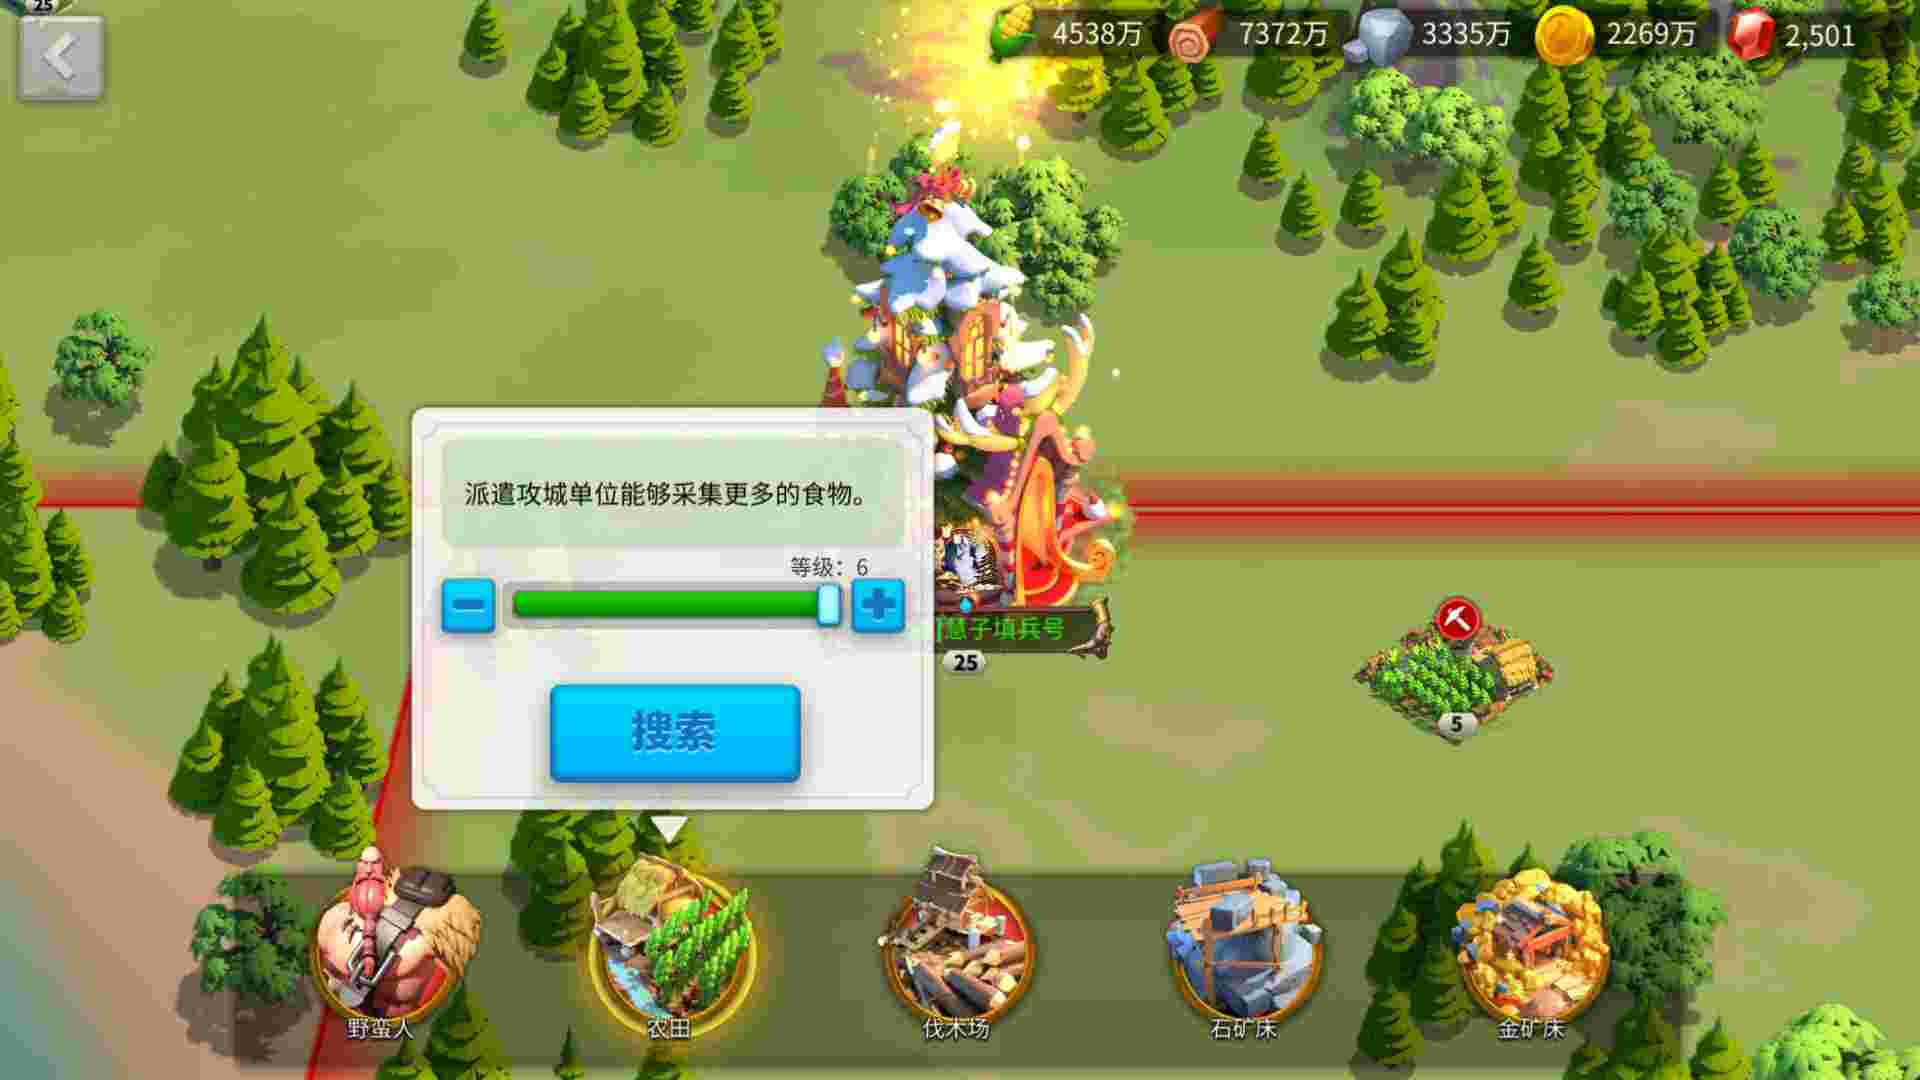 25
4538万
7372万
3335万
2269万
2,501
派遣攻城单位能够采集更多的食物。
等级：6
慧子填兵号
25
搜索
5
野蛮人
农田
伐木场
石矿床
金矿床